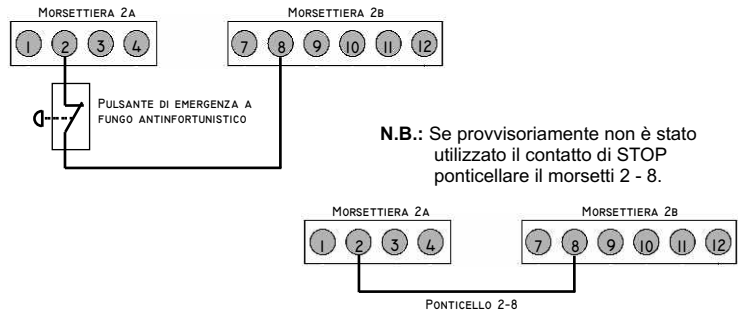 MORSETTIERA 2A
MORSETTIERA 2B
1 2 3 4
7 8 9 10 11 12
PULSANTE DI EMERGENZA A
FUNGO ANTINFORTUNISTICO
N.B.: Se provvisoriamente non è stato
utilizzato il contatto di STOP
ponticellare il morsetti 2 - 8.
MORSETTIERA 2A
MORSETTIERA 2B
1 2 3 4
7 8 9 10 11 12
PONTICELLO 2-8